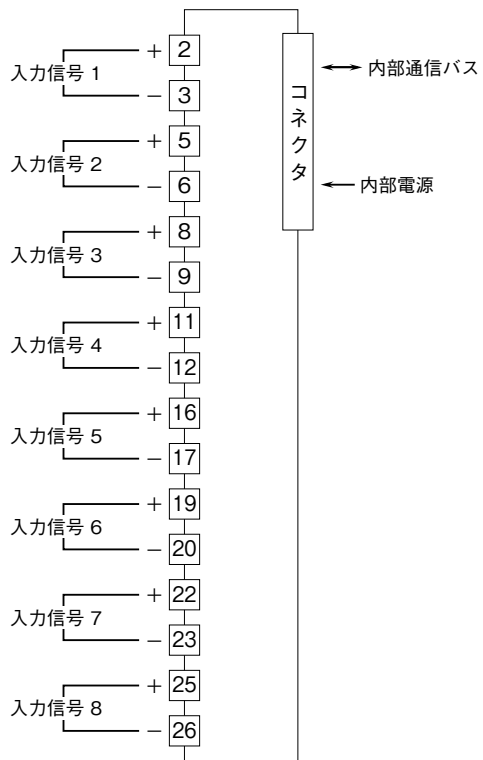 入力信号 1
+ 2
− 3
入力信号 2
+ 5
− 6
入力信号 3
+ 8
− 9
入力信号 4
+ 11
− 12
入力信号 5
+ 16
− 17
入力信号 6
+ 19
− 20
入力信号 7
+ 22
− 23
入力信号 8
+ 25
− 26
コネクタ
内部通信バス
内部電源